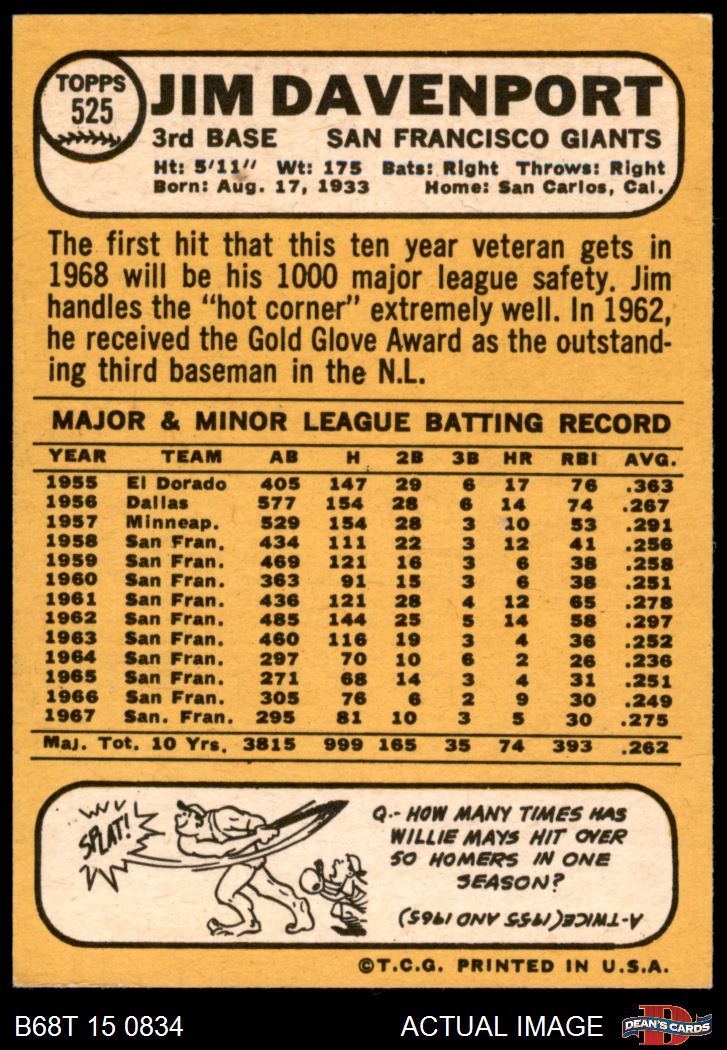 TOPPS
525
JIM DAVENPORT
3rd BASE SAN FRANCISCO GIANTS
Ht: 5'11" Wt: 175 Bats: Right Throws: Right
Born: Aug. 17, 1933 Home: San Carlos, Cal.
The first hit that this ten year veteran gets in
1968 will be his 1000 major league safety. Jim
handles the "hot corner" extremely well. In 1962,
he received the Gold Glove Award as the outstand-
ing third baseman in the N.L.
MAJOR & MINOR LEAGUE BATTING RECORD
YEAR TEAM AB H 2B 3B HR RBI AVG.
1955 El Dorado 405 147 29 6 17 76 .363
1956 Dallas 577 154 28 6 14 74 .267
1957 Minneap. 529 154 28 3 10 53 .291
1958 San Fran. 434 111 22 3 12 41 .256
1959 San Fran. 469 121 16 3 6 38 .258
1960 San Fran. 363 91 15 3 6 38 .251
1961 San Fran. 436 121 28 4 12 65 .278
1962 San Fran. 485 144 25 5 14 58 .297
1963 San Fran. 460 116 19 3 4 36 .252
1964 San Fran. 297 70 10 6 2 26 .236
1965 San Fran. 271 68 14 3 4 31 .251
1966 San Fran. 305 76 6 2 9 30 .249
1967 San. Fran. 295 81 10 3 5 30 .275
Maj. Tot. 10 Yrs. 3815 999 165 35 74 393 .262
SPLAT!
Q.- HOW MANY TIMES HAS
WILLIE MAYS HIT OVER
50 HOMERS IN ONE
SEASON?
A-TWICE (1955 AND 1965)
©T.C.G. PRINTED IN U.S.A.
B68T 15 0834 ACTUAL IMAGE
D
DEAN'S CARDS